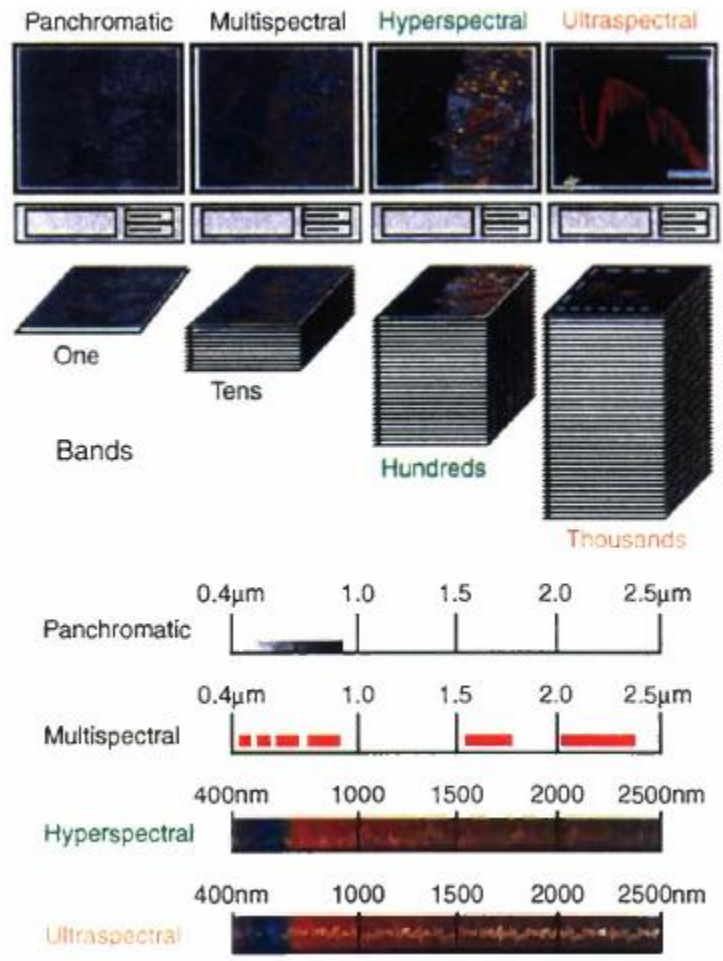 Panchromatic Multispectral Hyperspectral Ultraspectral
One
Tens
Bands
Hundreds
Thousands
0.4µm 1.0 1.5 2.0 2.5µm
Panchromatic
0.4µm 1.0 1.5 2.0 2.5µm
Multispectral
400nm 1000 1500 2000 2500nm
Hyperspectral
400nm 1000 1500 2000 2500nm
Ultraspectral